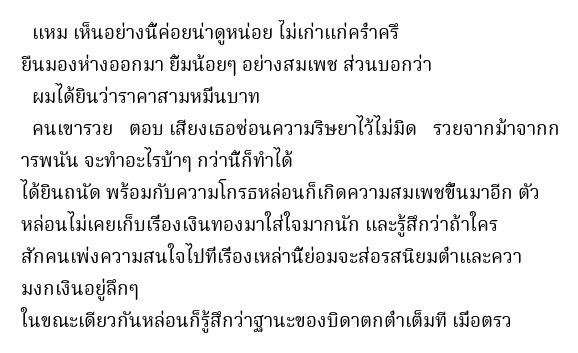 แหม เห็นอย่างนี้ค่อยน่าดูหน่อย ไม่เก่าแก่คร่ำครึ
ยืนมองห่างออกมา ยิ้มน้อยๆ อย่างสมเพช ส่วนบอกว่า
ผมได้ยินว่าราคาสามหมื่นบาท
คนเขารวย ตอบ เสียงเธอซ่อนความริษยาไว้ไม่มิด รวยจากม้าจากก
ารพนัน จะทำอะไรบ้าๆ กว่านี้ก็ทำได้
ได้ยินถนัด พร้อมกับความโกรธหล่อนก็เกิดความสมเพชขึ้นมาอีก ตัว
หล่อนไม่เคยเก็บเรื่องเงินทองมาใส่ใจมากนัก และรู้สึกว่าถ้าใคร
สักคนเพ่งความสนใจไปที่เรื่องเหล่านี้ย่อมจะส่อรสนิยมต่ำและควา
มงกเงินอยู่ลึกๆ
ในขณะเดียวกันหล่อนก็รู้สึกว่าฐานะของบิดาตกต่ำเต็มที เมื่อตรว